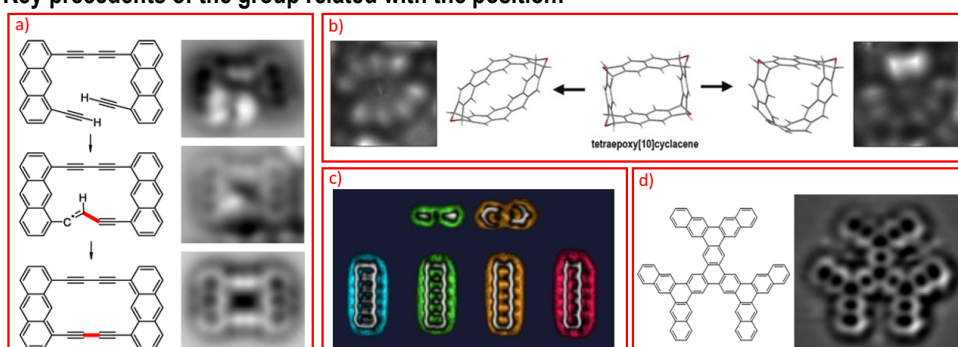 Key precedents of the group related with the position:
a)
b)
H
H
tetraepoxy[10]cyclacene
H
C
c)
d)